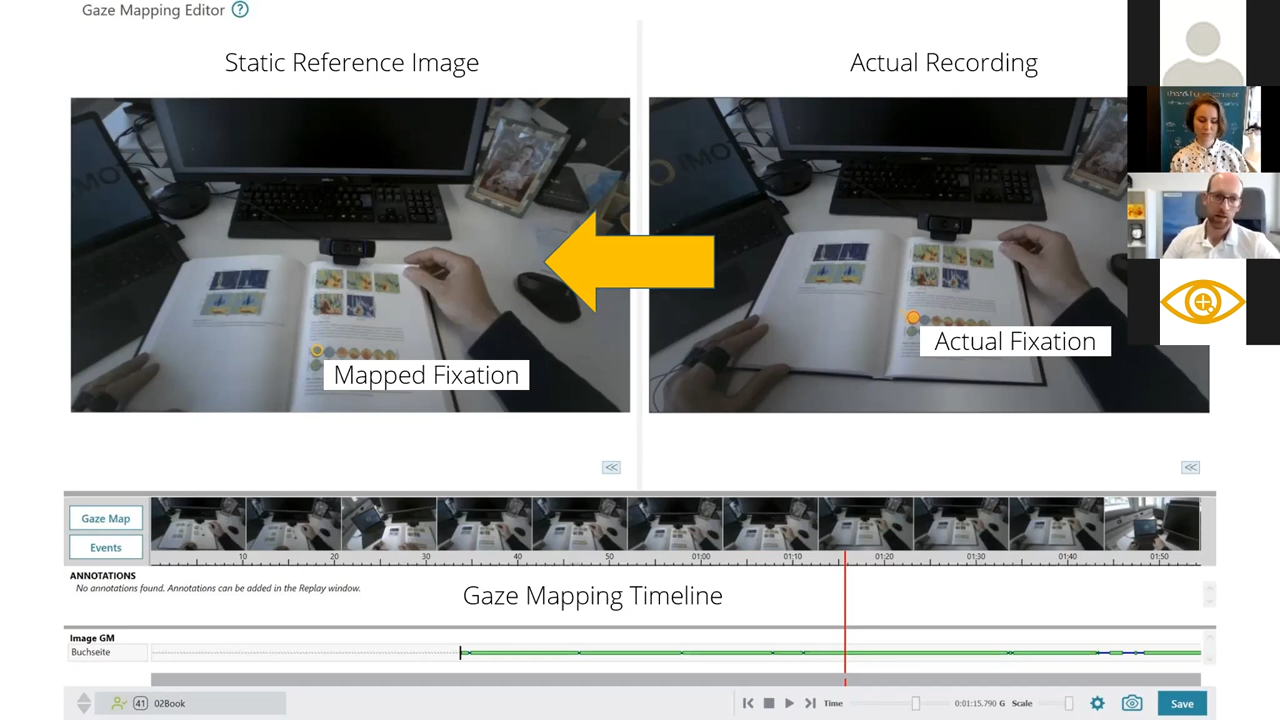 Gaze Mapping Editor ?
Static Reference Image
Actual Recording
Mapped Fixation
Actual Fixation
Gaze Map
Events
10 20 30 40 50 01:00 01:10 01:20 01:30 01:40 01:50
ANNOTATIONS
No annotations found. Annotations can be added in the Replay window.
Gaze Mapping Timeline
Image GM
Buchseite
41 02Book
Time 0:01:15.790 G Scale
Save